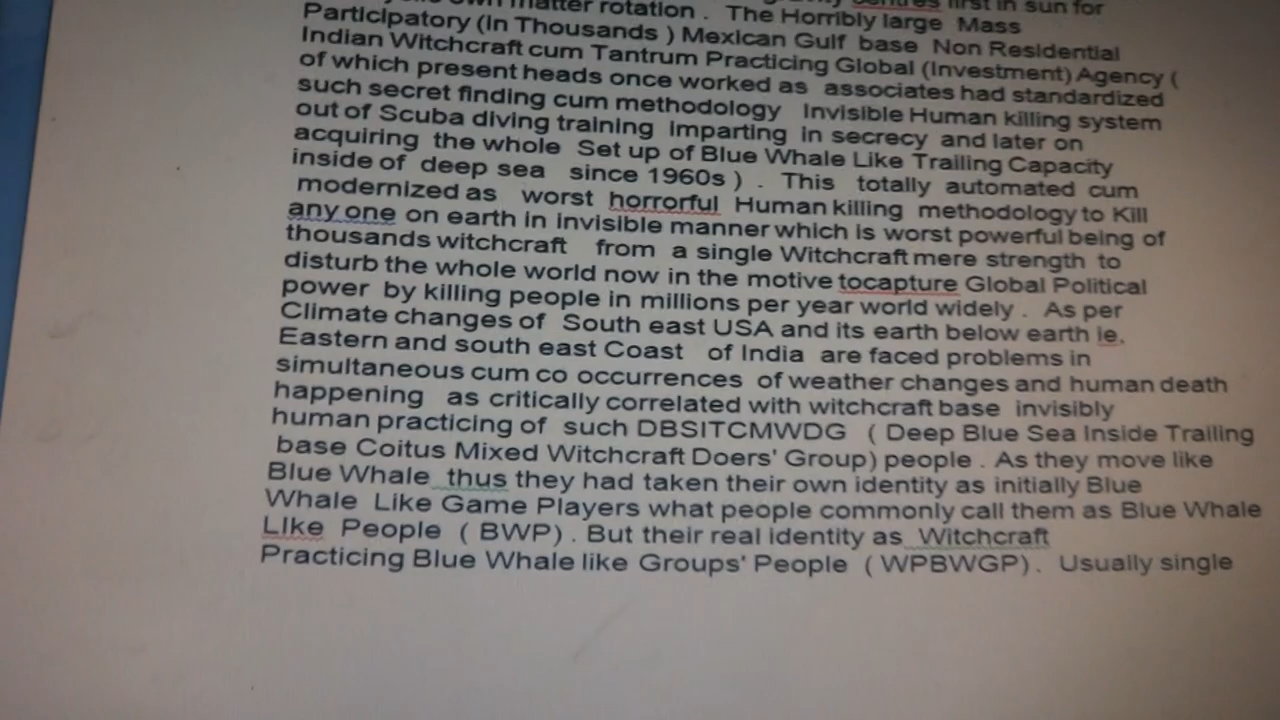 matter rotation . The Horribly large Mass
Participatory (In Thousands ) Mexican Gulf base Non Residential
Indian Witchcraft cum Tantrum Practicing Global (Investment) Agency (
of which present heads once worked as associates had standardized
such secret finding cum methodology Invisible Human killing system
out of Scuba diving training Imparting in secrecy and later on
acquiring the whole Set up of Blue Whale Like Trailing Capacity
inside of deep sea since 1960s ) . This totally automated cum
modernized as worst horrorful Human killing methodology to Kill
any one on earth in invisible manner which is worst powerful being of
thousands witchcraft from a single Witchcraft mere strength to
disturb the whole world now in the motive tocapture Global Political
power by killing people in millions per year world widely . As per
Climate changes of South east USA and its earth below earth ie.
Eastern and south east Coast of India are faced problems in
simultaneous cum co occurrences of weather changes and human death
happening as critically correlated with witchcraft base invisibly
human practicing of such DBSITCMWDG ( Deep Blue Sea Inside Trailing
base Coitus Mixed Witchcraft Doers' Group) people . As they move like
Blue Whale thus they had taken their own identity as initially Blue
Whale Like Game Players what people commonly call them as Blue Whale
LIke People ( BWP) . But their real identity as Witchcraft
Practicing Blue Whale like Groups' People ( WPBWGP). Usually single